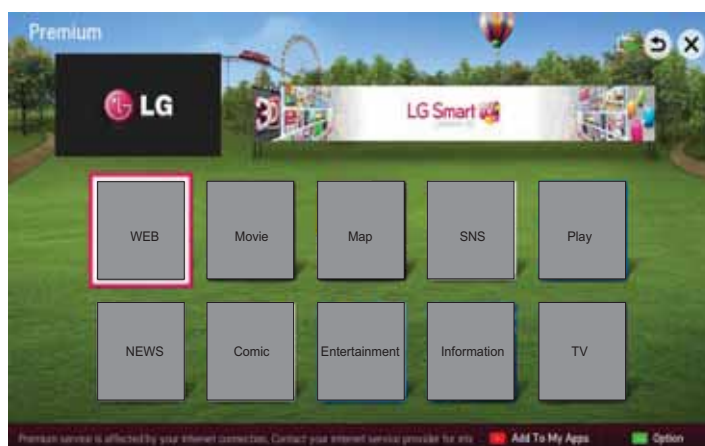 Premium
LG
3D
LG Smart
WEB
Movie
Map
SNS
Play
NEWS
Comic
Entertainment
Information
TV
Premium service is affected by your internet connection. Contact your internet service provider for
Add To My Apps
Option